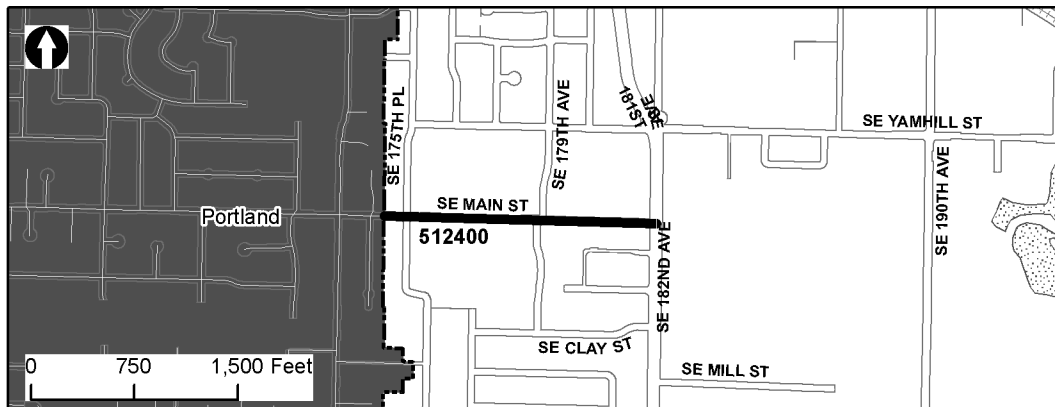 SE 175TH PL
SE 179TH AVE
181ST
SE YAMHILL ST
SE MAIN ST
Portland
512400
SE 182ND AVE
SE 190TH AVE
SE CLAY ST
SE MILL ST
0 750 1,500 Feet